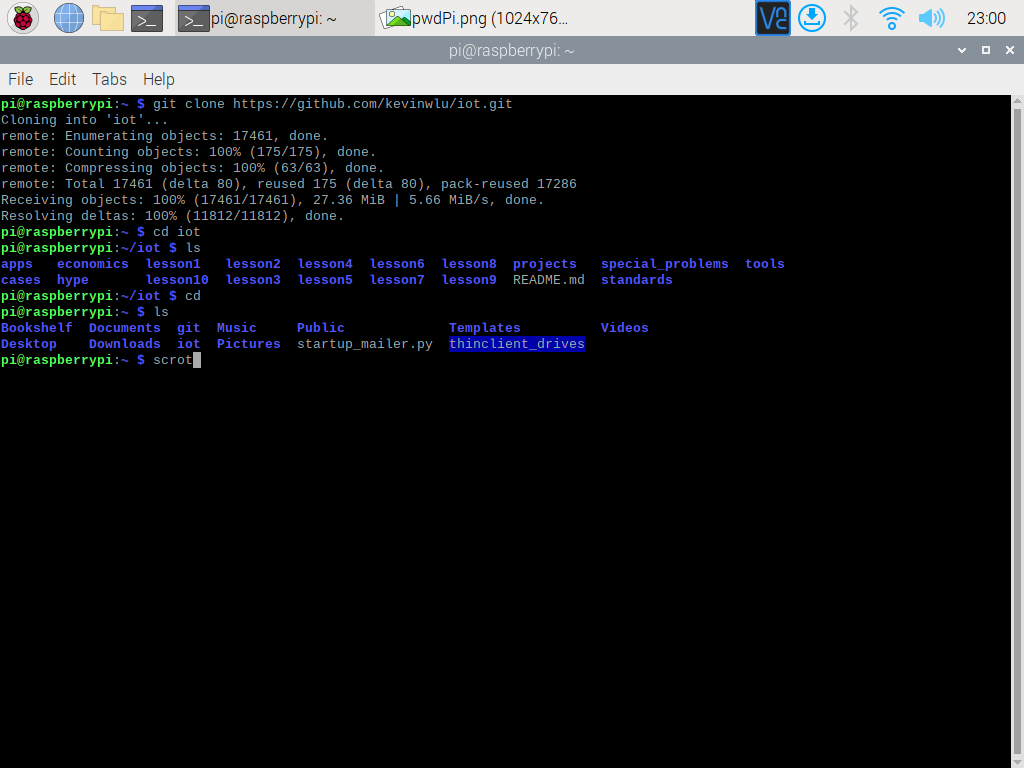 pi@raspberrypi: ~ pwdPi.png (1024x76... 23:00
pi@raspberrypi: ~
File Edit Tabs Help
pi@raspberrypi:~ $ git clone https://github.com/kevinwlu/iot.git
Cloning into 'iot'...
remote: Enumerating objects: 17461, done.
remote: Counting objects: 100% (175/175), done.
remote: Compressing objects: 100% (63/63), done.
remote: Total 17461 (delta 80), reused 175 (delta 80), pack-reused 17286
Receiving objects: 100% (17461/17461), 27.36 MiB | 5.66 MiB/s, done.
Resolving deltas: 100% (11812/11812), done.
pi@raspberrypi:~ $ cd iot
pi@raspberrypi:~/iot $ ls
apps   economics  lesson1   lesson2  lesson4  lesson6  lesson8  projects   special_problems  tools
cases  hype       lesson10  lesson3  lesson5  lesson7  lesson9  README.md  standards
pi@raspberrypi:~/iot $ cd
pi@raspberrypi:~ $ ls
Bookshelf  Documents  git  Music     Public             Templates          Videos
Desktop    Downloads  iot  Pictures  startup_mailer.py  thinclient_drives
pi@raspberrypi:~ $ scrot